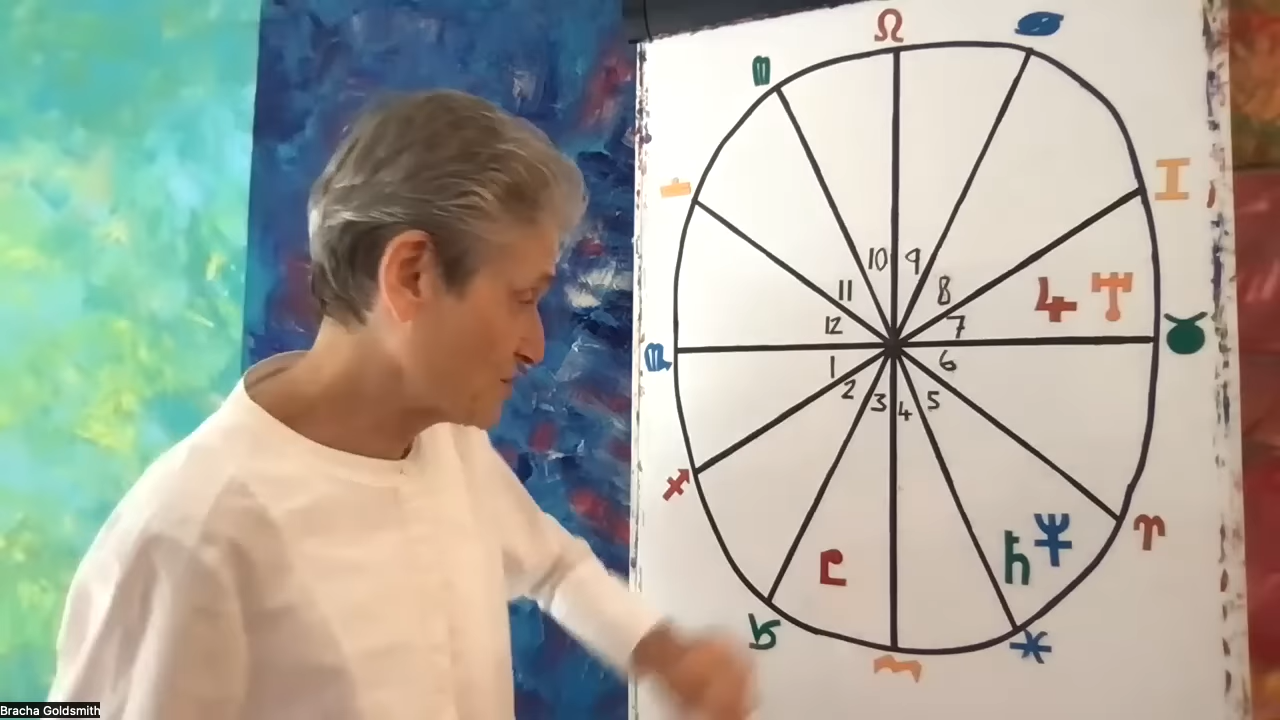 ♌ ♋
♍
♎ ♊
10 9
11 8
12 7
♃ ♅
♏ ♉
1 6
2 3 4 5
♐ ♈
♇ ♄ ♆
♑ ♒ ♓
Bracha Goldsmith